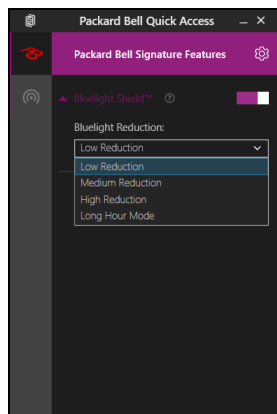 Packard Bell Quick Access
Packard Bell Signature Features
Bluelight Shield™
Bluelight Reduction:
Low Reduction
Low Reduction
Medium Reduction
High Reduction
Long Hour Mode